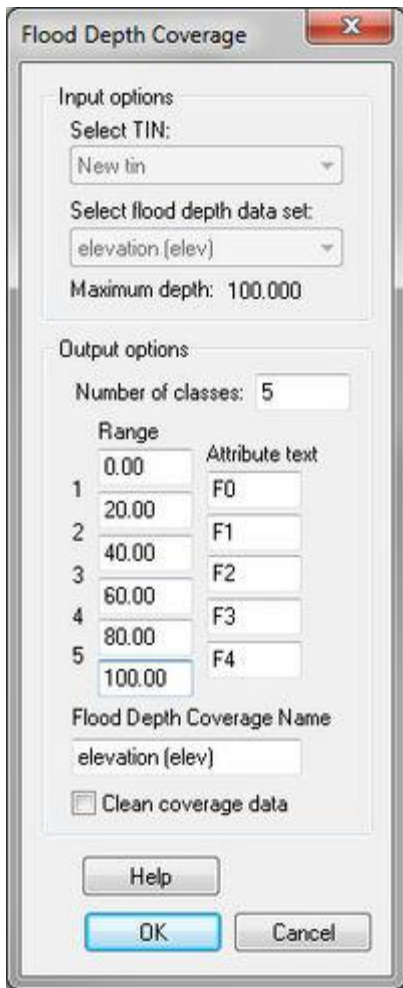 Flood Depth Coverage
Input options
Select TIN:
New tin
Select flood depth data set:
elevation (elev)
Maximum depth: 100.000
Output options
Number of classes: 5
Range
Attribute text
0.00
1
F0
20.00
2
F1
40.00
3
F2
60.00
4
F3
80.00
5
F4
100.00
Flood Depth Coverage Name
elevation (elev)
Clean coverage data
Help
OK Cancel